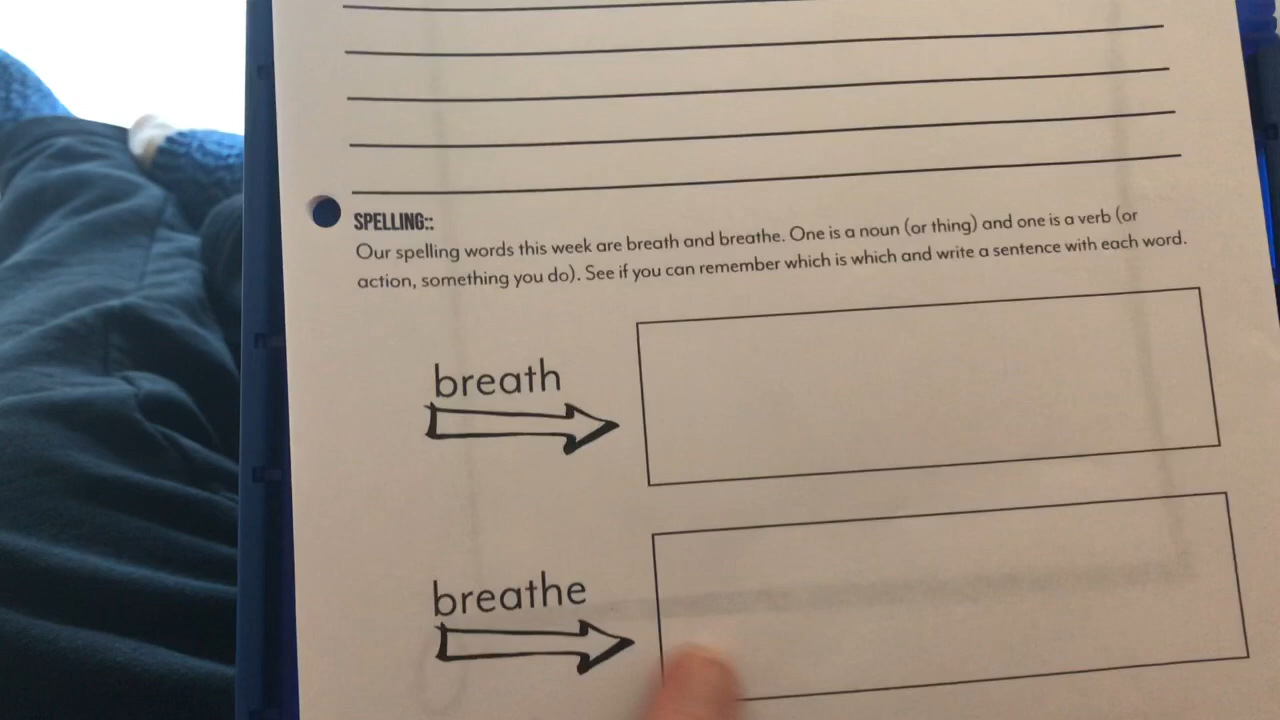 SPELLING::
Our spelling words this week are breath and breathe. One is a noun (or thing) and one is a verb (or
action, something you do). See if you can remember which is which and write a sentence with each word.
breath
breathe